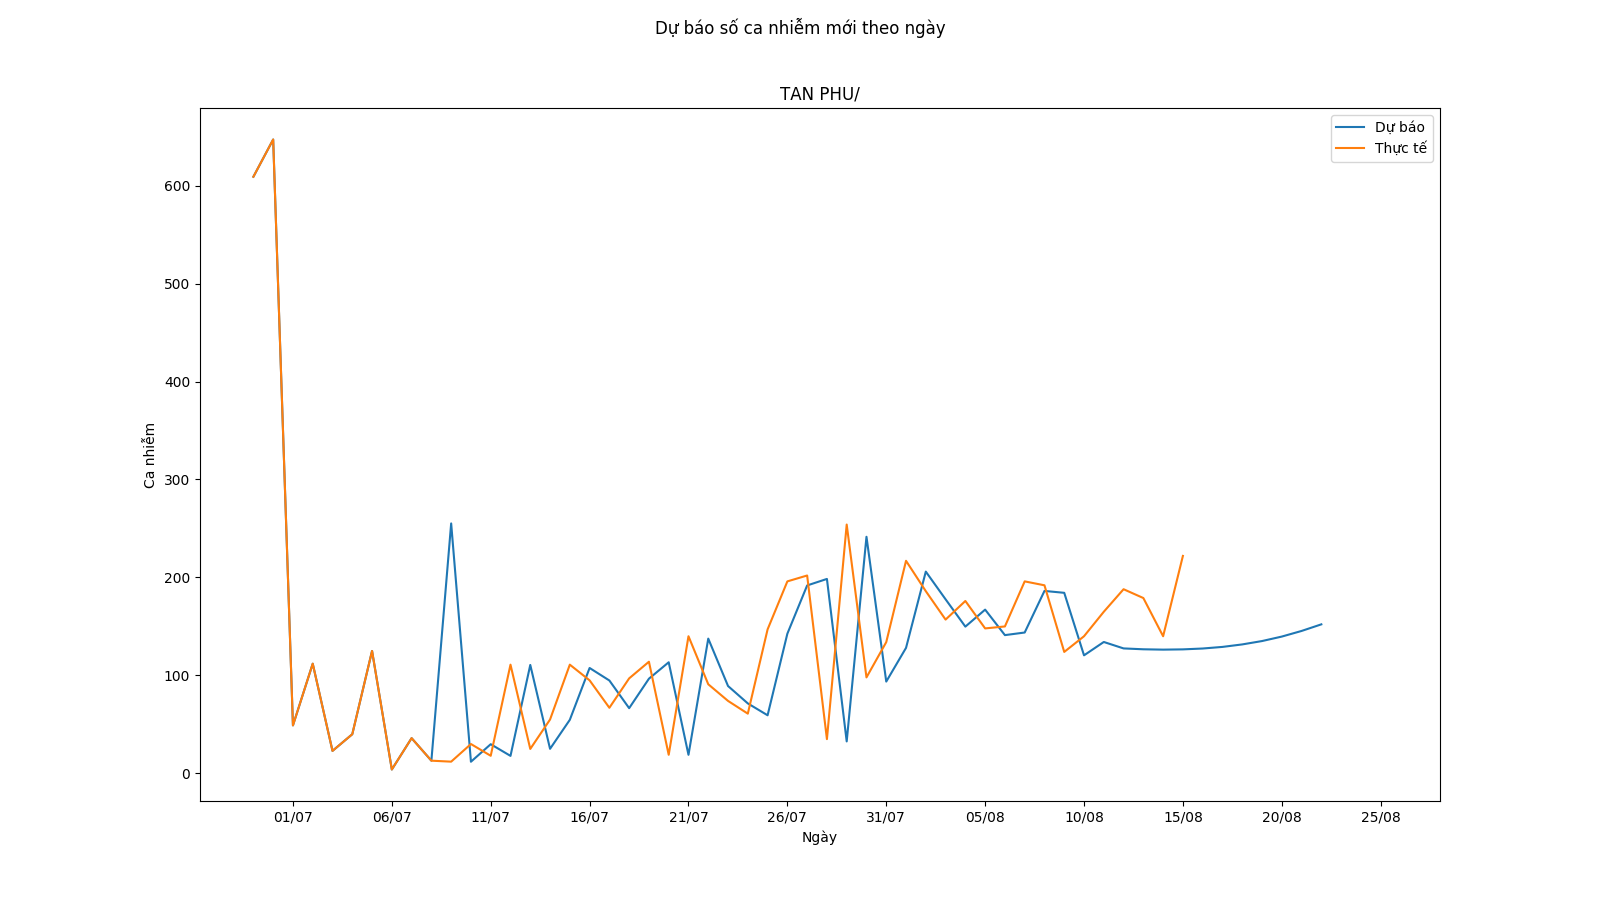 Dự báo số ca nhiễm mới theo ngày
TAN PHU/
Dự báo
Thực tế
600
500
400
300
200
100
0
Ca nhiễm
01/07 06/07 11/07 16/07 21/07 26/07 31/07 05/08 10/08 15/08 20/08 25/08
Ngày